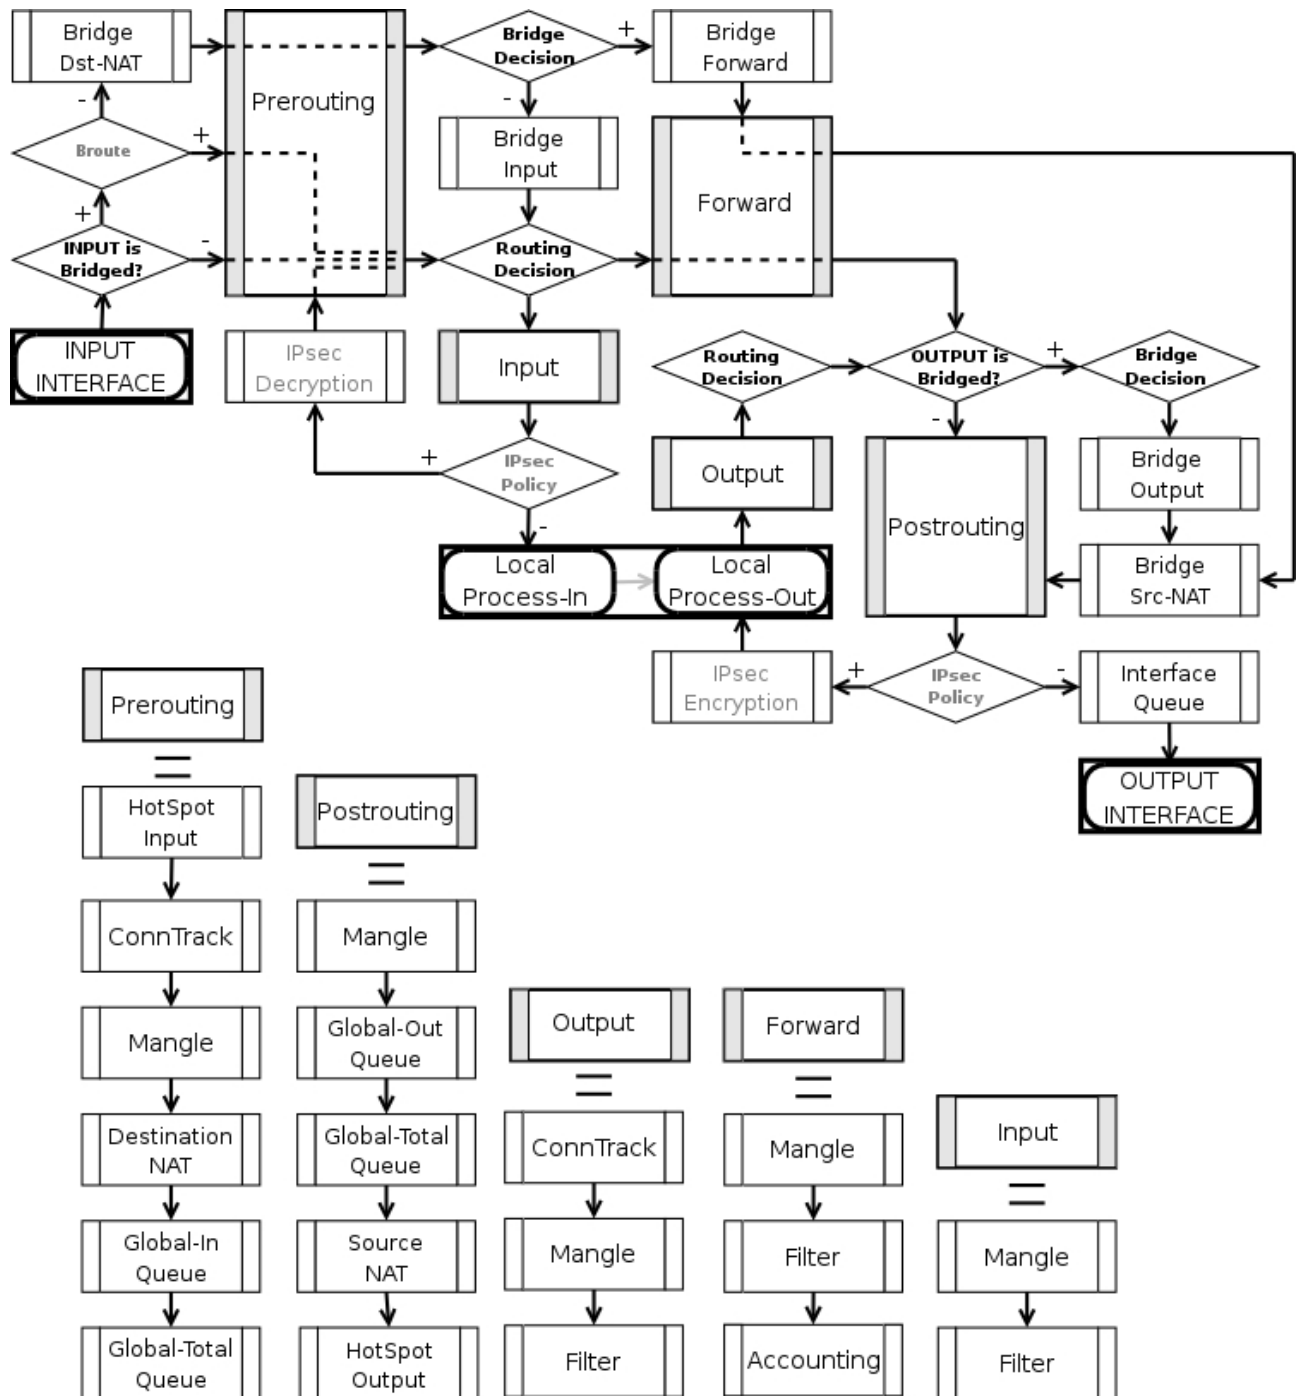 Bridge
Dst-NAT
Prerouting
Bridge
Decision
+
Bridge
Forward
-
-
Broute
+
Bridge
Input
Forward
+
INPUT is
Bridged?
-
Routing
Decision
INPUT
INTERFACE
IPsec
Decryption
Input
Routing
Decision
OUTPUT is
Bridged?
+
Bridge
Decision
-
+
IPsec
Policy
Output
Postrouting
Bridge
Output
-
Local
Process-In
Local
Process-Out
Bridge
Src-NAT
IPsec
Encryption
+
IPsec
Policy
-
Interface
Queue
OUTPUT
INTERFACE
Prerouting
=
HotSpot
Input
ConnTrack
Mangle
Destination
NAT
Global-In
Queue
Global-Total
Queue
Postrouting
=
Mangle
Global-Out
Queue
Global-Total
Queue
Source
NAT
HotSpot
Output
Output
=
ConnTrack
Mangle
Filter
Forward
=
Mangle
Filter
Accounting
Input
=
Mangle
Filter